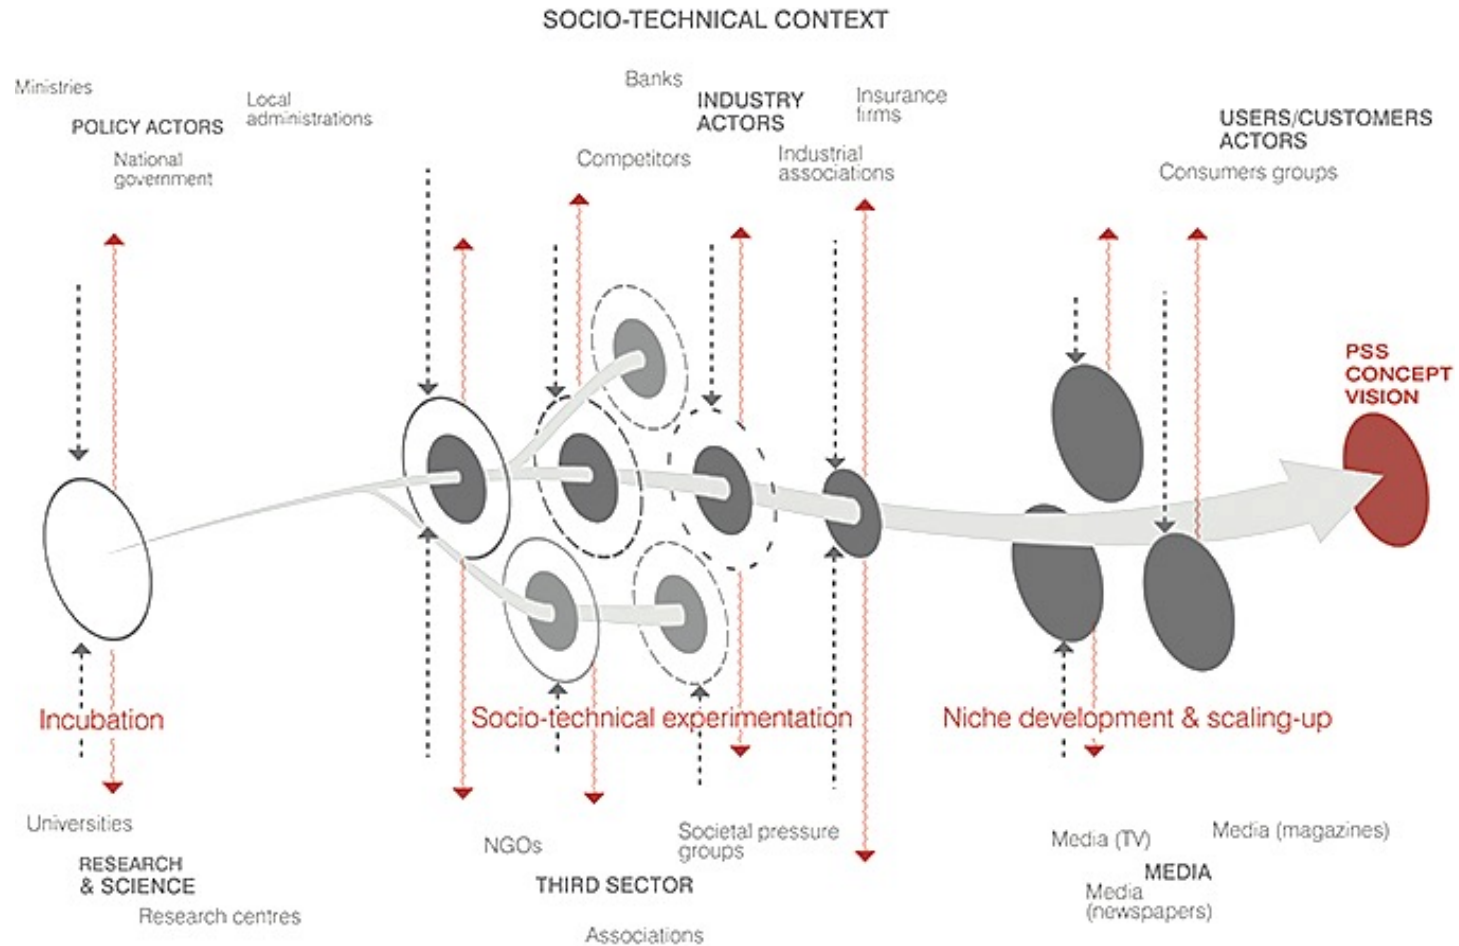 SOCIO-TECHNICAL CONTEXT
Ministries
POLICY ACTORS
Local
administrations
National
government
Banks
INDUSTRY
ACTORS
Insurance
firms
Competitors
Industrial
associations
USERS/CUSTOMERS
ACTORS
Consumers groups
PSS
CONCEPT
VISION
Incubation
Socio-technical experimentation
Niche development & scaling-up
Universities
RESEARCH
& SCIENCE
Research centres
NGOs
Societal pressure
groups
THIRD SECTOR
Associations
Media (TV)
Media (magazines)
MEDIA
Media
(newspapers)